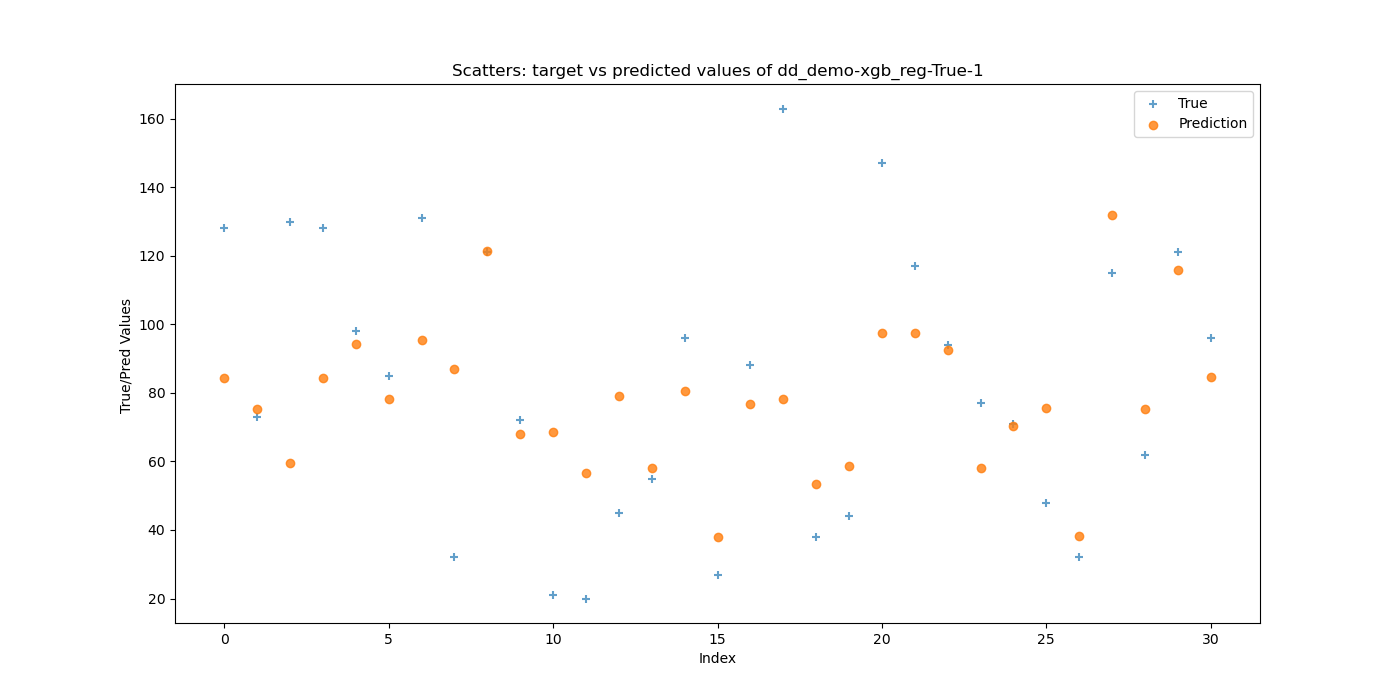 Scatters: target vs predicted values of dd_demo-xgb_reg-True-1
True
Prediction
160
140
120
100
80
60
40
20
True/Pred Values
0 5 10 15 20 25 30
Index